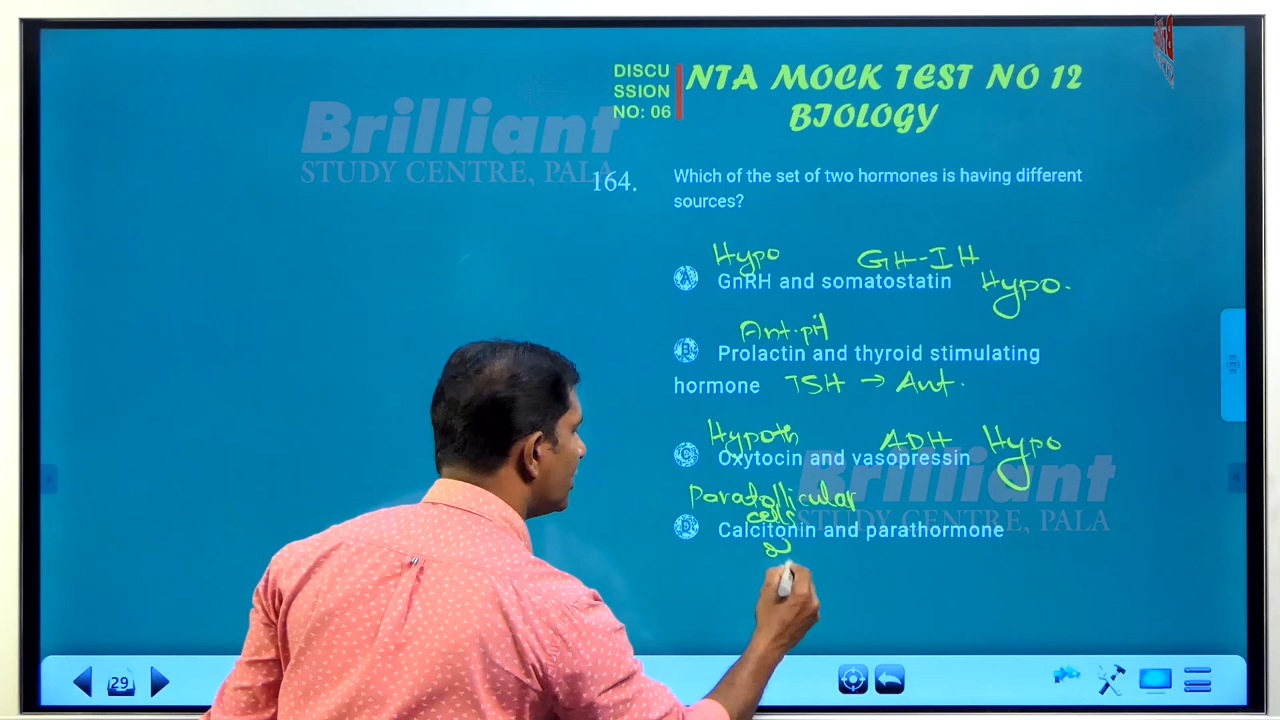 DISCU
SSION
NO: 06
NTA MOCK TEST NO 12
BIOLOGY
Brilliant
STUDY CENTRE, PALA
164.
Which of the set of two hormones is having different
sources?
Hypo GH-IH
A GnRH and somatostatin Hypo.
Ant. pit
B Prolactin and thyroid stimulating
hormone TSH → Ant.
Hypoth ADH Hypo
C Oxytocin and vasopressin
Brilliant
Parafollicular
cells
STUDY CENTRE, PALA
D Calcitonin and parathormone
29